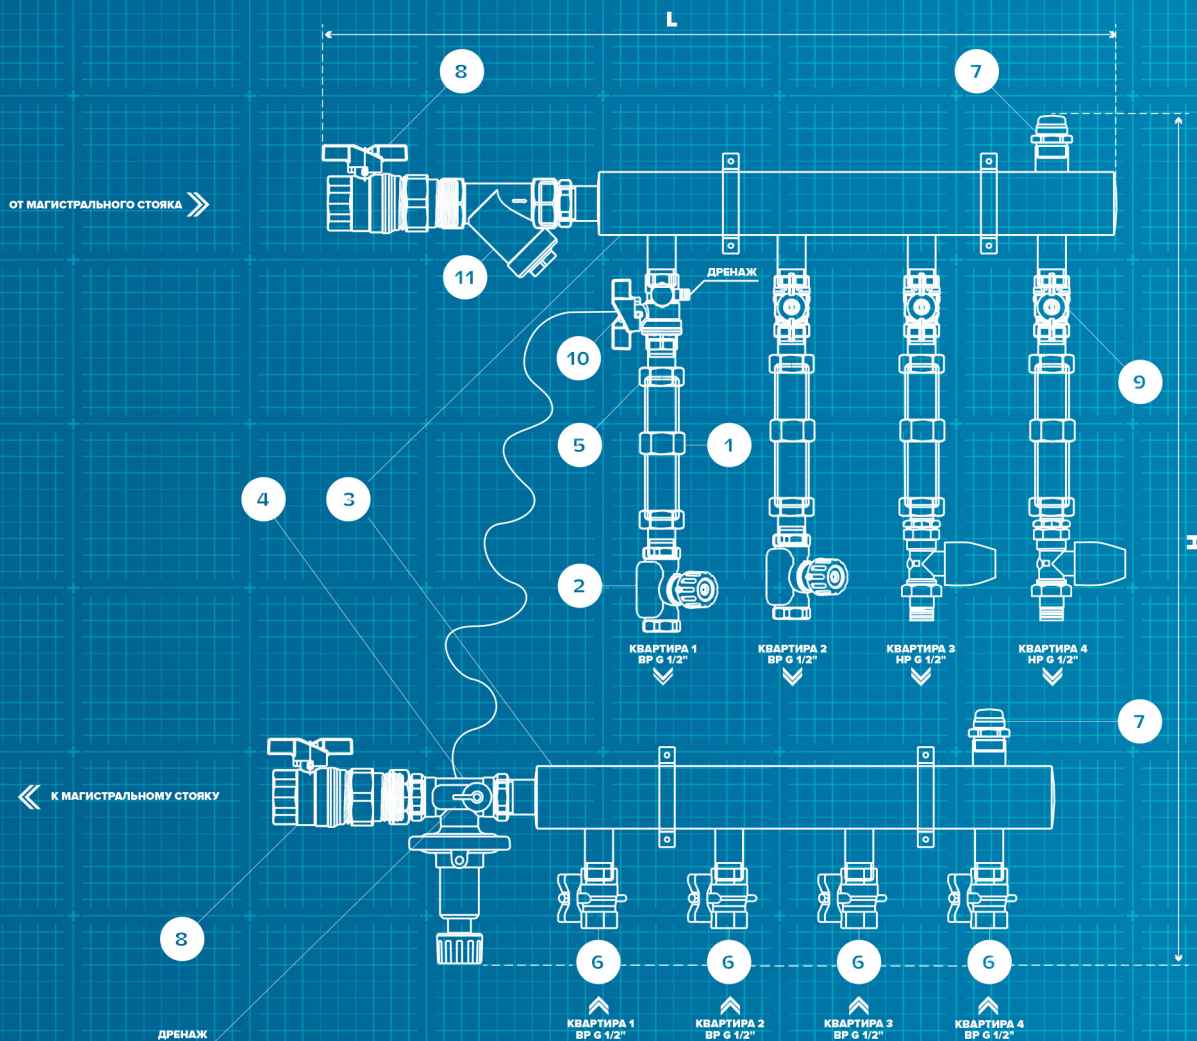 L
8
7
ОТ МАГИСТРАЛЬНОГО СТОЯКА
11
ДРЕНАЖ
10
9
5
1
4
3
H
2
КВАРТИРА 1
ВР G 1/2"
КВАРТИРА 2
ВР G 1/2"
КВАРТИРА 3
НР G 1/2"
КВАРТИРА 4
НР G 1/2"
7
К МАГИСТРАЛЬНОМУ СТОЯКУ
8
6
6
6
6
ДРЕНАЖ
КВАРТИРА 1
ВР G 1/2"
КВАРТИРА 2
ВР G 1/2"
КВАРТИРА 3
ВР G 1/2"
КВАРТИРА 4
ВР G 1/2"